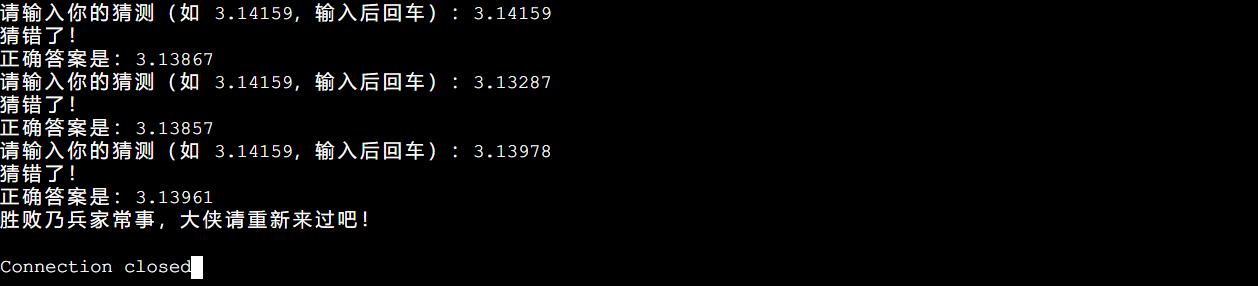 请输入你的猜测（如 3.14159，输入后回车）: 3.14159
猜错了！
正确答案是: 3.13867
请输入你的猜测（如 3.14159，输入后回车）: 3.13287
猜错了！
正确答案是: 3.13857
请输入你的猜测（如 3.14159，输入后回车）: 3.13978
猜错了！
正确答案是: 3.13961
胜败乃兵家常事，大侠请重新来过吧！
Connection closed